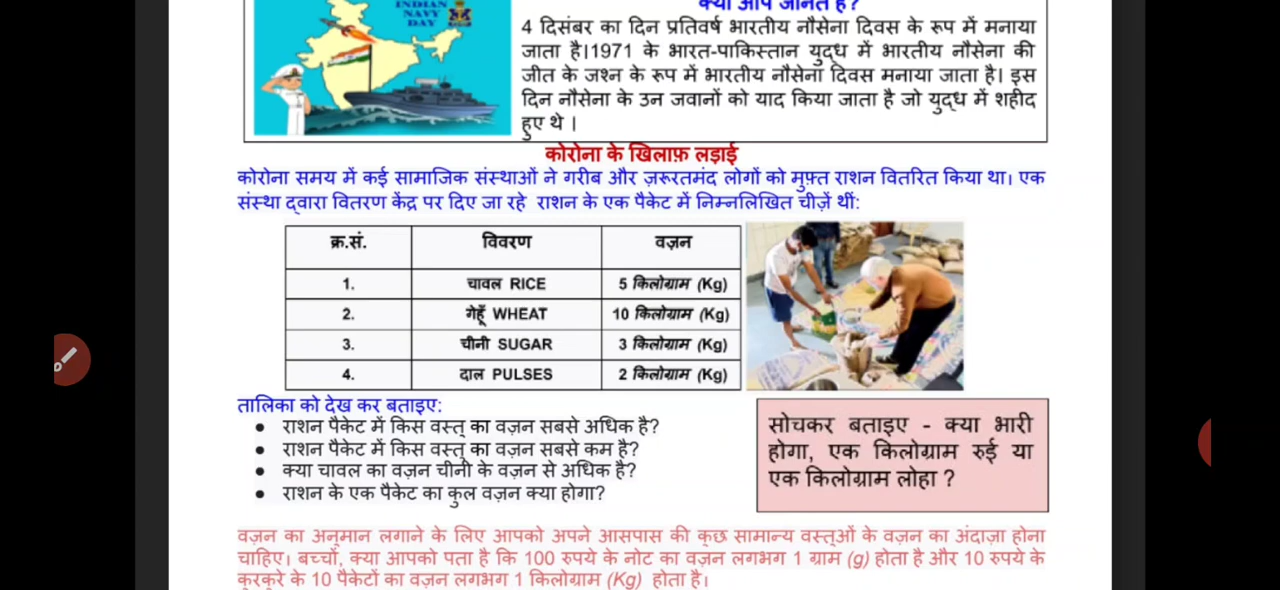 INDIAN
NAVY
DAY
क्या आप जानते हैं?
4 दिसंबर का दिन प्रतिवर्ष भारतीय नौसेना दिवस के रूप में मनाया
जाता है।1971 के भारत-पाकिस्तान युद्ध में भारतीय नौसेना की
जीत के जश्न के रूप में भारतीय नौसेना दिवस मनाया जाता है। इस
दिन नौसेना के उन जवानों को याद किया जाता है जो युद्ध में शहीद
हुए थे ।
कोरोना के खिलाफ़ लड़ाई
कोरोना समय में कई सामाजिक संस्थाओं ने गरीब और ज़रूरतमंद लोगों को मुफ़्त राशन वितरित किया था। एक
संस्था द्वारा वितरण केंद्र पर दिए जा रहे राशन के एक पैकेट में निम्नलिखित चीज़ें थीं:
क्र.सं. विवरण वज़न
1. चावल RICE 5 किलोग्राम (Kg)
2. गेहूँ WHEAT 10 किलोग्राम (Kg)
3. चीनी SUGAR 3 किलोग्राम (Kg)
4. दाल PULSES 2 किलोग्राम (Kg)
तालिका को देख कर बताइए:
● राशन पैकेट में किस वस्तु का वज़न सबसे अधिक है?
● राशन पैकेट में किस वस्तु का वज़न सबसे कम है?
● क्या चावल का वज़न चीनी के वज़न से अधिक है?
● राशन के एक पैकेट का कुल वज़न क्या होगा?
सोचकर बताइए - क्या भारी
होगा, एक किलोग्राम रुई या
एक किलोग्राम लोहा ?
वज़न का अनुमान लगाने के लिए आपको अपने आसपास की कुछ सामान्य वस्तुओं के वज़न का अंदाज़ा होना
चाहिए। बच्चों, क्या आपको पता है कि 100 रुपये के नोट का वज़न लगभग 1 ग्राम (g) होता है और 10 रुपये के
कुरकुरे के 10 पैकेटों का वज़न लगभग 1 किलोग्राम (Kg) होता है।